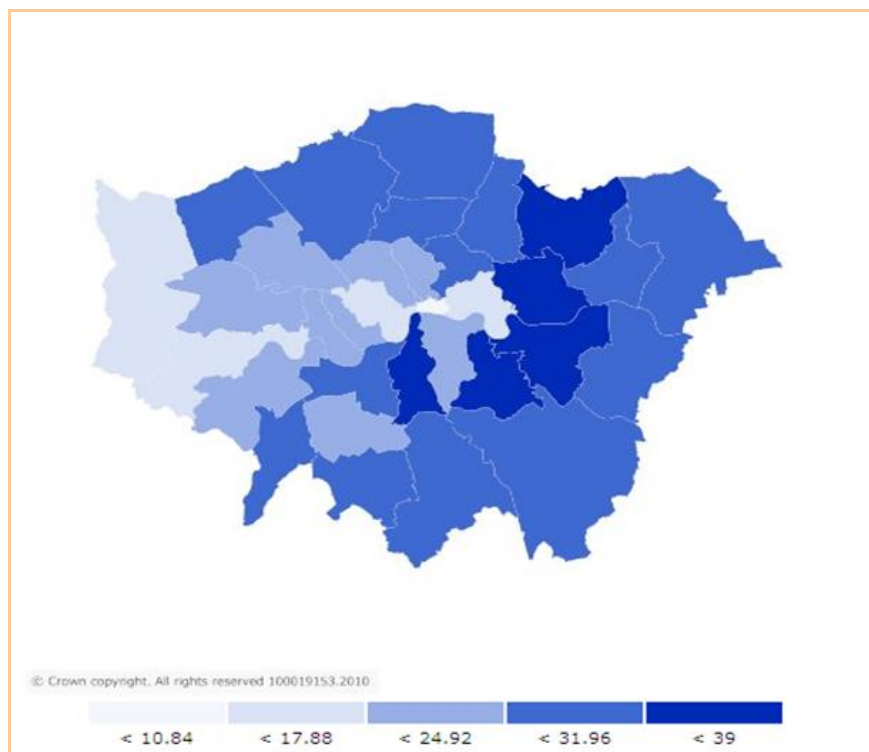 © Crown copyright. All rights reserved 100019153.2010
< 10.84 < 17.88 < 24.92 < 31.96 < 39